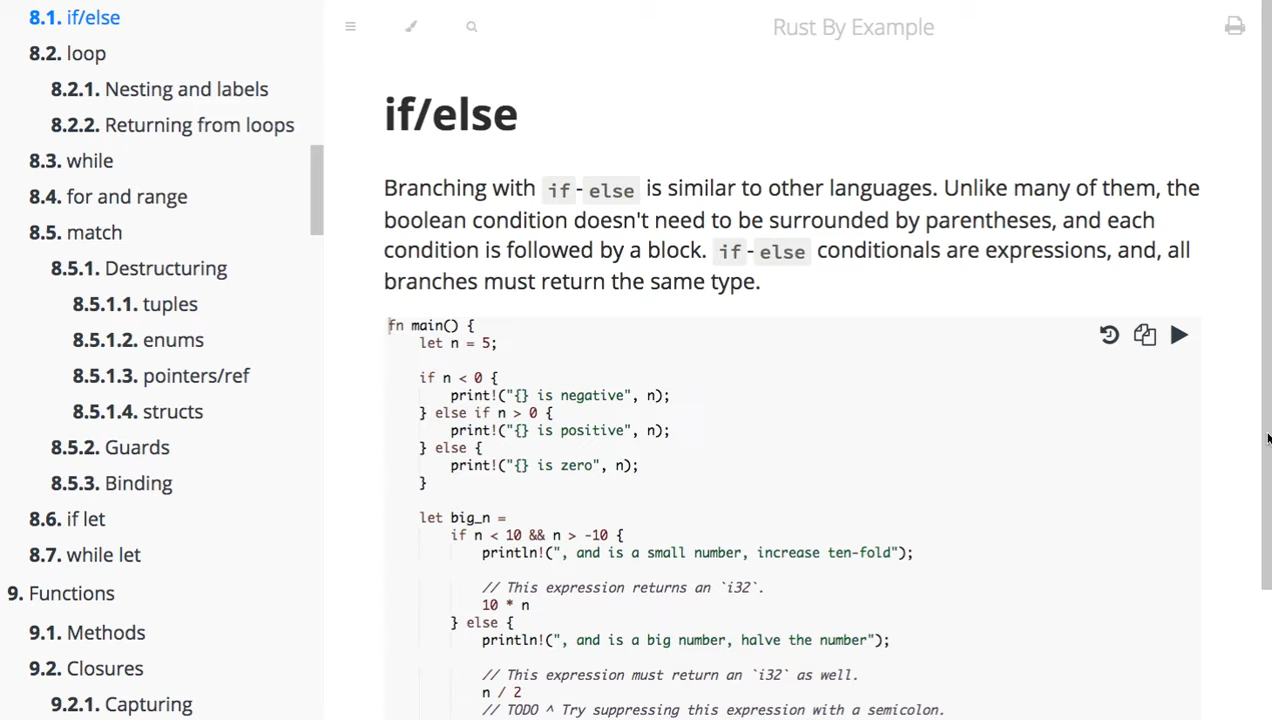 8.1. if/else
8.2. loop
8.2.1. Nesting and labels
8.2.2. Returning from loops
8.3. while
8.4. for and range
8.5. match
8.5.1. Destructuring
8.5.1.1. tuples
8.5.1.2. enums
8.5.1.3. pointers/ref
8.5.1.4. structs
8.5.2. Guards
8.5.3. Binding
8.6. if let
8.7. while let
9. Functions
9.1. Methods
9.2. Closures
9.2.1. Capturing
Rust By Example
if/else
Branching with if-else is similar to other languages. Unlike many of them, the
boolean condition doesn't need to be surrounded by parentheses, and each
condition is followed by a block. if-else conditionals are expressions, and, all
branches must return the same type.
fn main() {
    let n = 5;
    if n < 0 {
        print!("{} is negative", n);
    } else if n > 0 {
        print!("{} is positive", n);
    } else {
        print!("{} is zero", n);
    }
    let big_n =
        if n < 10 && n > -10 {
            println!(", and is a small number, increase ten-fold");
            // This expression returns an `i32`.
            10 * n
        } else {
            println!(", and is a big number, halve the number");
            // This expression must return an `i32` as well.
            n / 2
            // TODO ^ Try suppressing this expression with a semicolon.